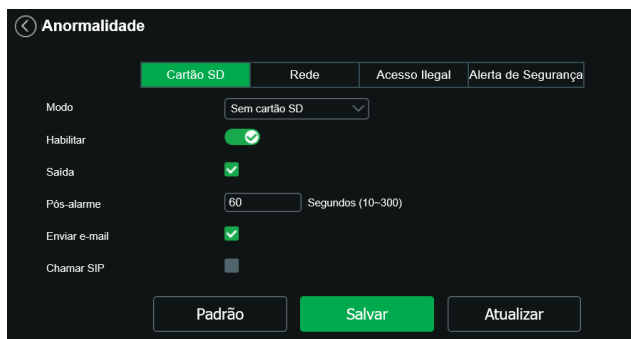 Anormalidade
Cartão SD Rede Acesso Ilegal Alerta de Segurança
Modo Sem cartão SD
Habilitar
Saída
Pós-alarme 60 Segundos (10~300)
Enviar e-mail
Chamar SIP
Padrão Salvar Atualizar